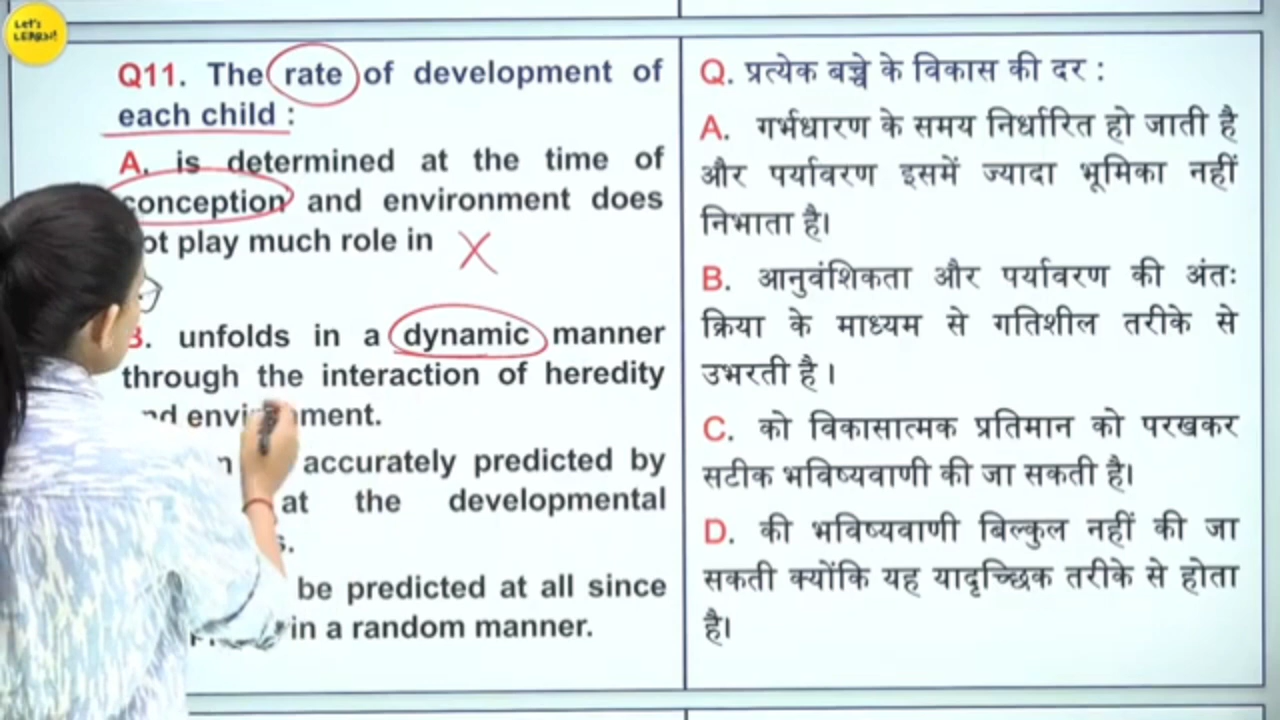 Let's
LEARN!
Q11. The rate of development of
each child :
A. is determined at the time of
conception and environment does
play much role in
B. unfolds in a dynamic manner
through the interaction of heredity
accurately predicted by
at the developmental
be predicted at all since
in a random manner.
Q. प्रत्येक बच्चे के विकास की दर :
A. गर्भधारण के समय निर्धारित हो जाती है
और पर्यावरण इसमें ज्यादा भूमिका नहीं
निभाता है।
B. आनुवंशिकता और पर्यावरण की अंतः
क्रिया के माध्यम से गतिशील तरीके से
उभरती है ।
C. को विकासात्मक प्रतिमान को परखकर
सटीक भविष्यवाणी की जा सकती है।
D. की भविष्यवाणी बिल्कुल नहीं की जा
सकती क्योंकि यह यादृच्छिक तरीके से होता
है।